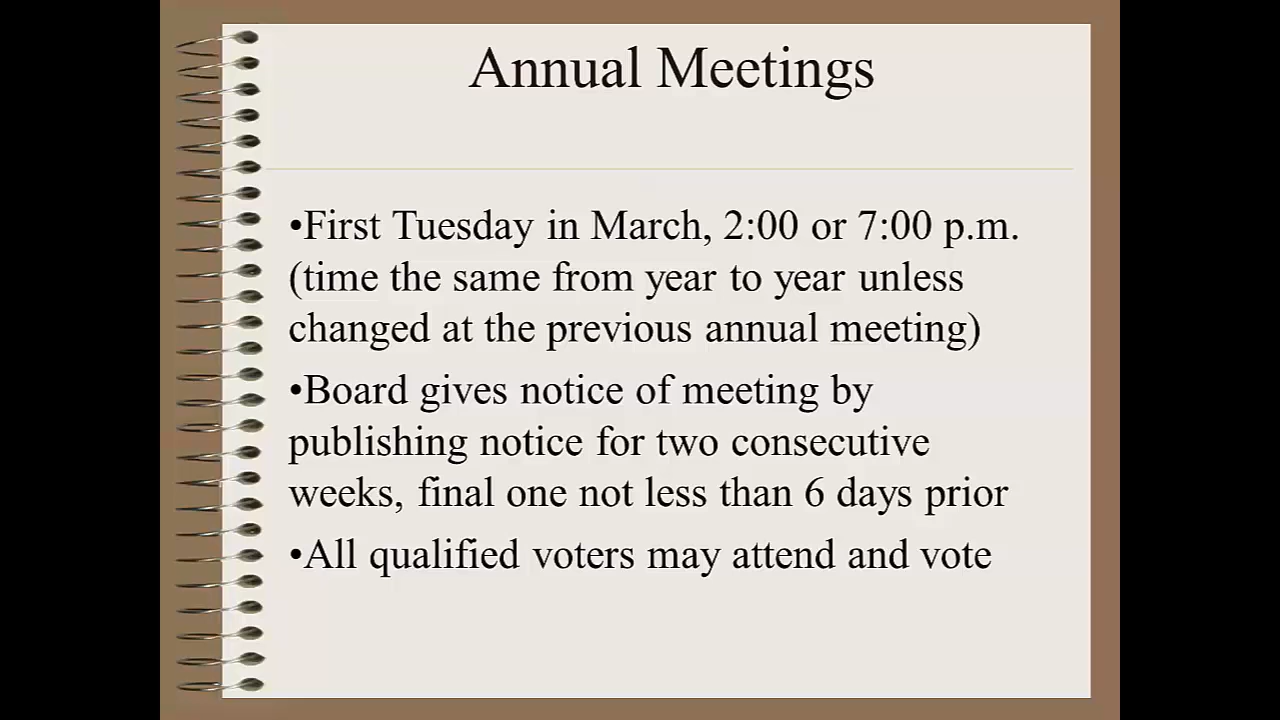 Annual Meetings
•First Tuesday in March, 2:00 or 7:00 p.m.
(time the same from year to year unless
changed at the previous annual meeting)
•Board gives notice of meeting by
publishing notice for two consecutive
weeks, final one not less than 6 days prior
•All qualified voters may attend and vote